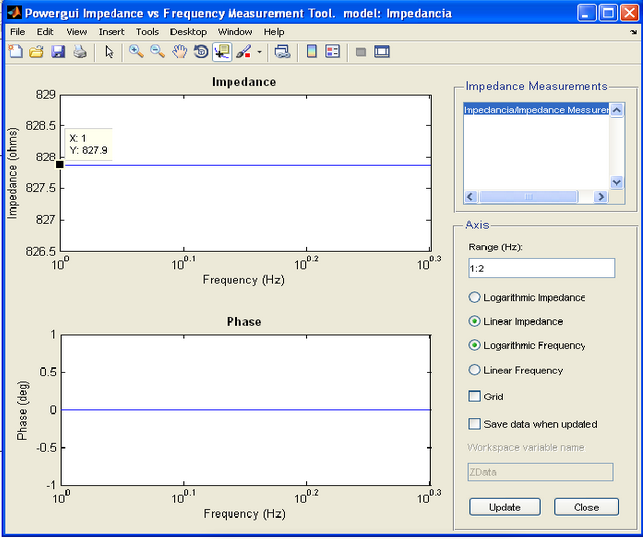 Powergui Impedance vs Frequency Measurement Tool.  model: Impedancia
File Edit View Insert Tools Desktop Window Help
Impedance
829
828.5
828
827.5
827
826.5
X: 1
Y: 827.9
Impedance (ohms)
10^0 10^0.1 10^0.2 10^0.3
Frequency (Hz)
Phase
1
0.5
0
-0.5
-1
Phase (deg)
10^0 10^0.1 10^0.2 10^0.3
Frequency (Hz)
Impedance Measurements
Impedancia/Impedance Measurer
Axis
Range (Hz):
1:2
Logarithmic Impedance
Linear Impedance
Logarithmic Frequency
Linear Frequency
Grid
Save data when updated
Workspace variable name
ZData
Update Close